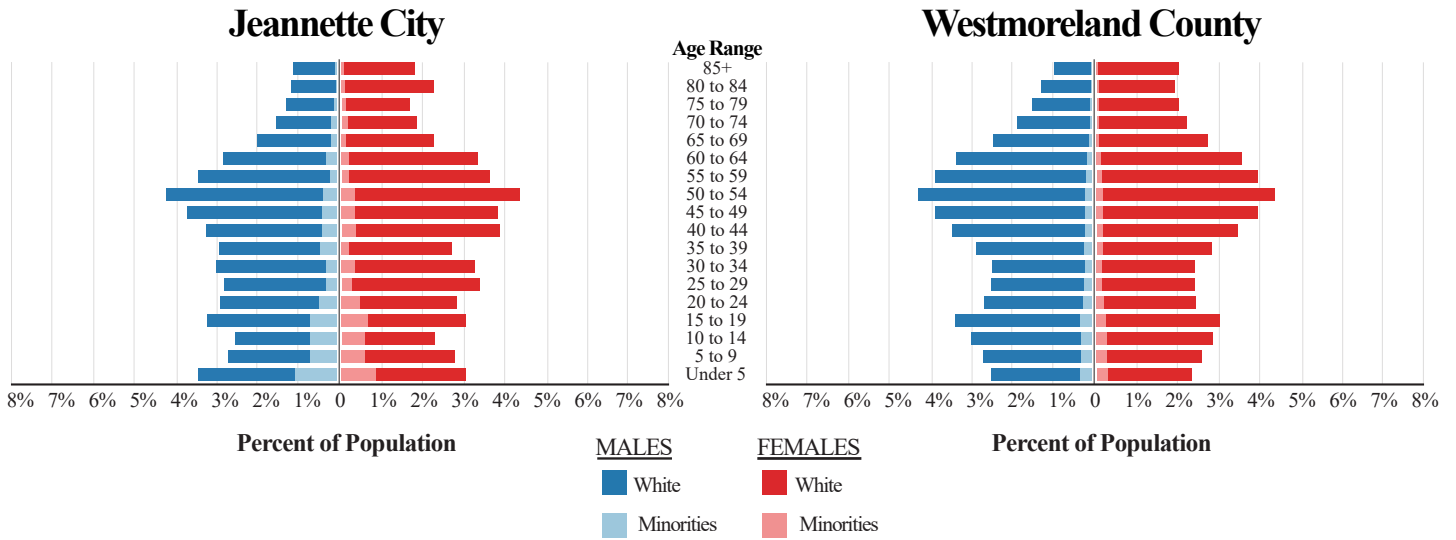 Jeannette City
Westmoreland County
Age Range
85+
80 to 84
75 to 79
70 to 74
65 to 69
60 to 64
55 to 59
50 to 54
45 to 49
40 to 44
35 to 39
30 to 34
25 to 29
20 to 24
15 to 19
10 to 14
5 to 9
Under 5
8% 7% 6% 5% 4% 3% 2% 1% 0 1% 2% 3% 4% 5% 6% 7% 8%
8% 7% 6% 5% 4% 3% 2% 1% 0 1% 2% 3% 4% 5% 6% 7% 8%
Percent of Population
Percent of Population
MALES
White
Minorities
FEMALES
White
Minorities